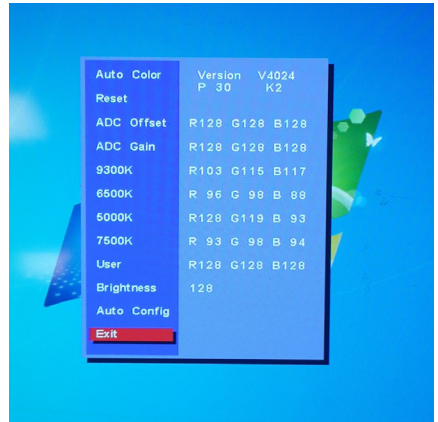 Auto Color Version V4024
P 30 K2
Reset
ADC Offset R128 G128 B128
ADC Gain R128 G128 B128
9300K R103 G115 B117
6500K R 96 G 98 B 88
5000K R128 G119 B 93
7500K R 93 G 98 B 94
User R128 G128 B128
Brightness 128
Auto Config
Exit